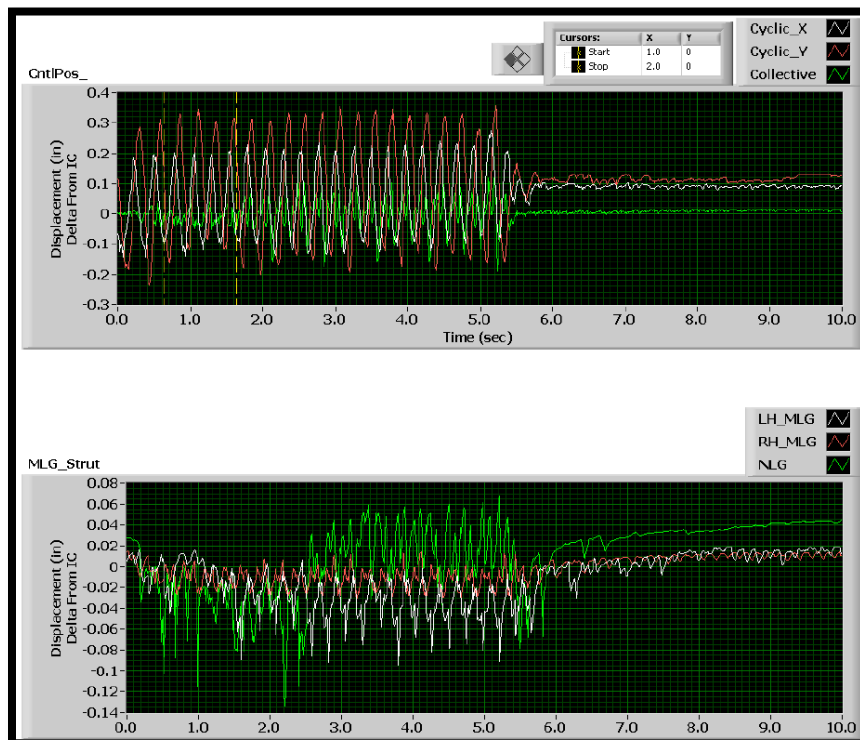 Cursors: X Y
Start 1.0 0
Stop 2.0 0
Cyclic_X
Cyclic_Y
Collective
CntlPos_
Displacement (in)
Delta From IC
0.4
0.3
0.2
0.1
0
-0.1
-0.2
-0.3
0.0 1.0 2.0 3.0 4.0 5.0 6.0 7.0 8.0 9.0 10.0
Time (sec)
LH_MLG
RH_MLG
NLG
MLG_Strut
Displacement (in)
Delta From IC
0.08
0.06
0.04
0.02
0
-0.02
-0.04
-0.06
-0.08
-0.1
-0.12
-0.14
0.0 1.0 2.0 3.0 4.0 5.0 6.0 7.0 8.0 9.0 10.0